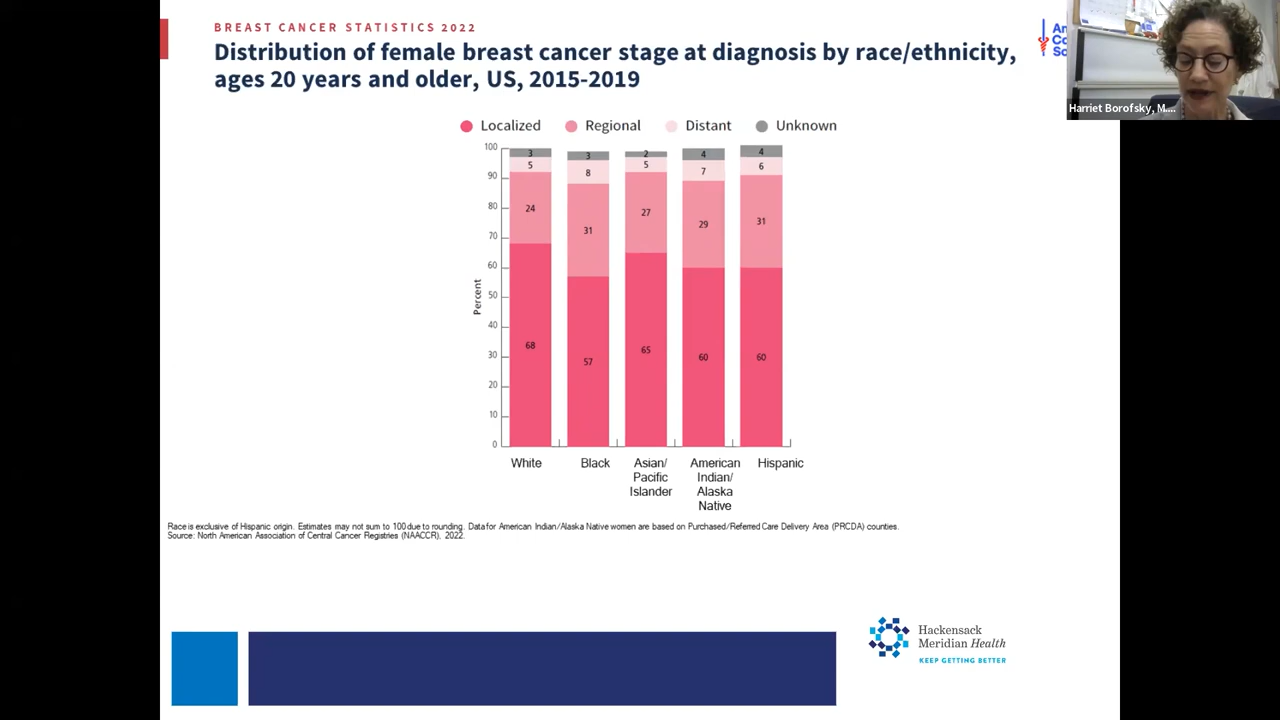 BREAST CANCER STATISTICS 2022
Distribution of female breast cancer stage at diagnosis by race/ethnicity,
ages 20 years and older, US, 2015-2019
Harriet Borofsky, M....
Localized Regional Distant Unknown
100
90
80
70
60
50
40
30
20
10
0
Percent
3 3 2 4 4
5 8 5 7 6
24 31 27 29 31
68 57 65 60 60
White Black Asian/ American Hispanic
Pacific Indian/
Islander Alaska
Native
Race is exclusive of Hispanic origin. Estimates may not sum to 100 due to rounding. Data for American Indian/Alaska Native women are based on Purchased/Referred Care Delivery Area (PRCDA) counties.
Source: North American Association of Central Cancer Registries (NAACCR), 2022.
Hackensack
Meridian Health
KEEP GETTING BETTER